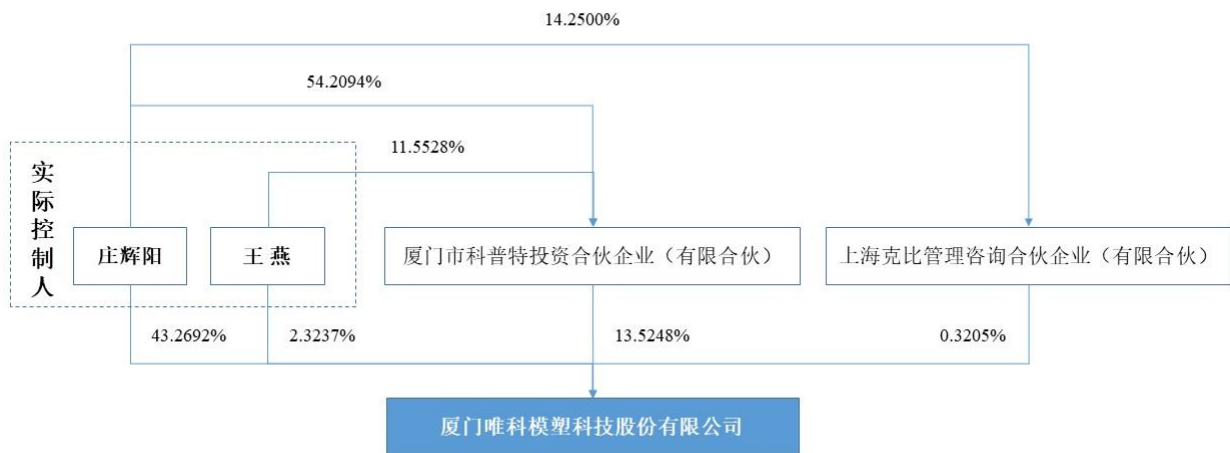 14.2500%
54.2094%
11.5528%
实际控制人
庄辉阳
王 燕
厦门市科普特投资合伙企业（有限合伙）
上海克比管理咨询合伙企业（有限合伙）
43.2692%
2.3237%
13.5248%
0.3205%
厦门唯科模塑科技股份有限公司